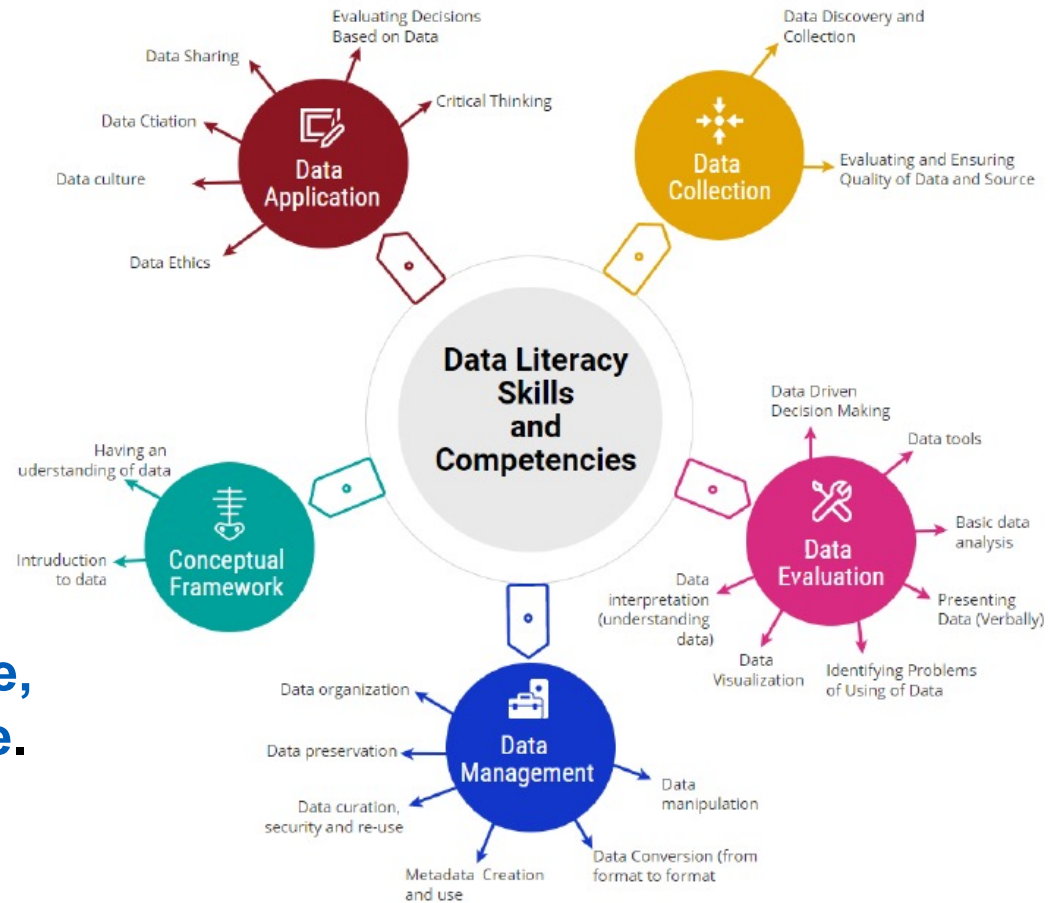 Evaluating Decisions
Based on Data
Data Sharing
Critical Thinking
Data Ctiation
Data culture
Data Ethics
Data
Application
Data Discovery and
Collection
Evaluating and Ensuring
Quality of Data and Source
Data
Collection
Data Literacy
Skills
and
Competencies
Having an
uderstanding of data
Intruduction
to data
Conceptual
Framework
Data Driven
Decision Making
Data tools
Basic data
analysis
Presenting
Data (Verbally)
Identifying Problems
of Using of Data
Data
Visualization
Data
interpretation
(understanding
data)
Data
Evaluation
e,
e.
Data organization
Data preservation
Data curation,
security and re-use
Metadada Creation
and use
Data Conversion (from
format to format
Data
manipulation
Data
Management